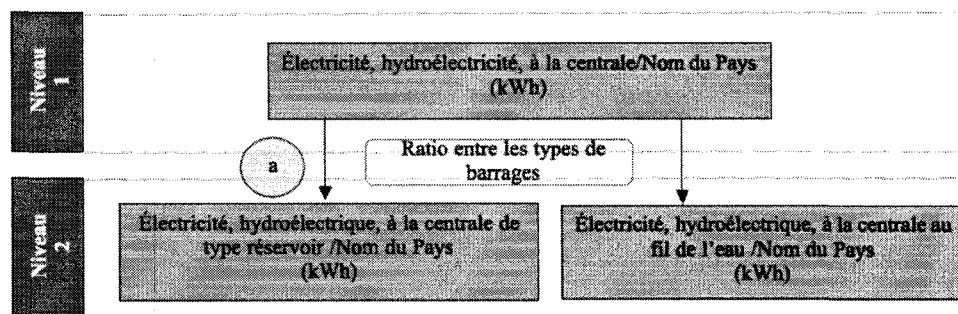 Niveau
1
Électricité, hydroélectricité, à la centrale/Nom du Pays
(kWh)
a
Ratio entre les types de
barrages
Niveau
2
Électricité, hydroélectrique, à la centrale de
type réservoir /Nom du Pays
(kWh)
Électricité, hydroélectrique, à la centrale au
fil de l'eau /Nom du Pays
(kWh)